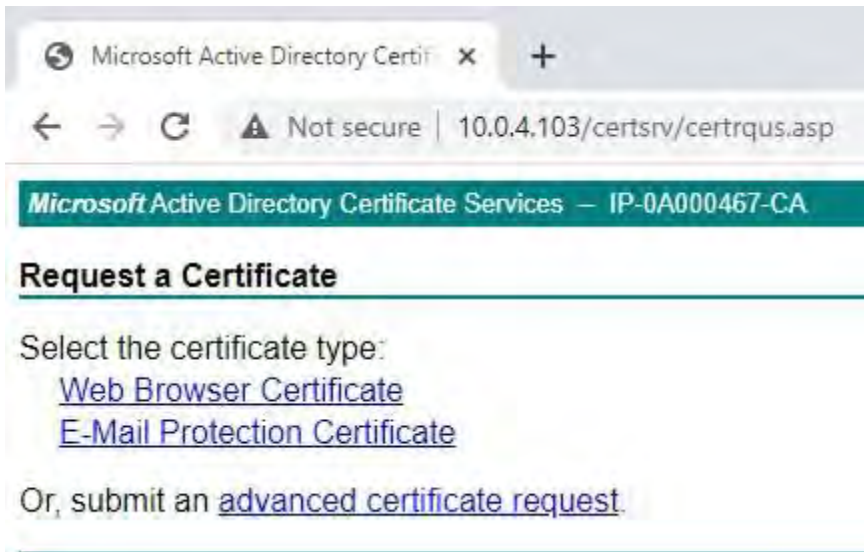 Microsoft Active Directory Certif
Not secure | 10.0.4.103/certsrv/certrqus.asp
Microsoft Active Directory Certificate Services – IP-0A000467-CA
Request a Certificate
Select the certificate type:
Web Browser Certificate
E-Mail Protection Certificate
Or, submit an advanced certificate request.